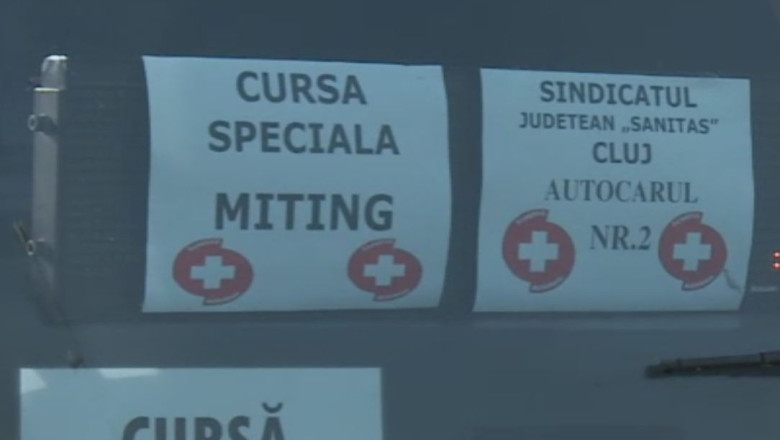 CURSA
SPECIALA
MITING
SINDICATUL
JUDETEAN „SANITAS”
CLUJ
AUTOCARUL
NR.2
CURSĂ